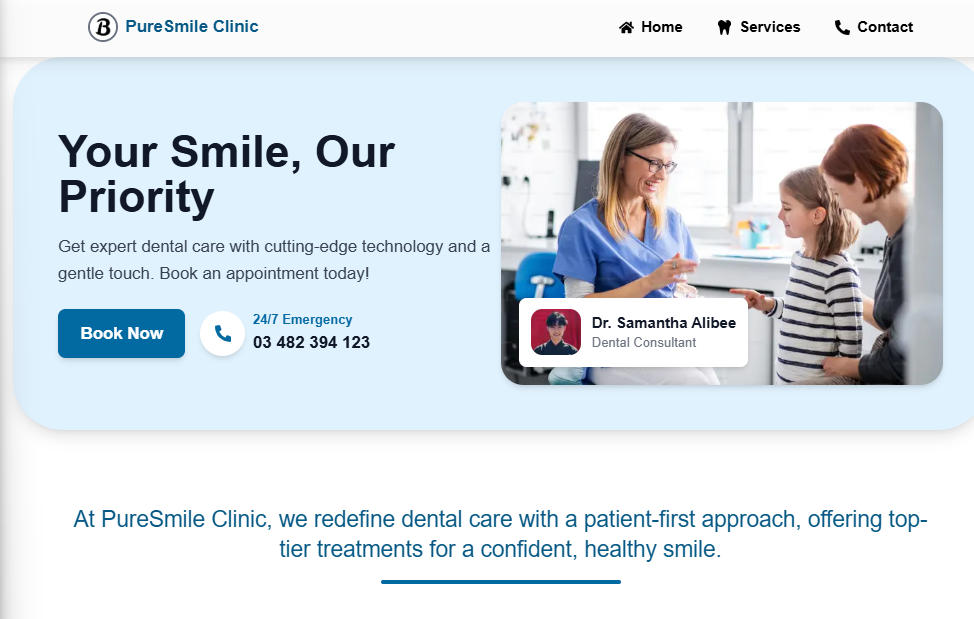 B PureSmile Clinic
Home Services Contact
Your Smile, Our
Priority
Get expert dental care with cutting-edge technology and a
gentle touch. Book an appointment today!
Book Now
24/7 Emergency
03 482 394 123
Dr. Samantha Alibee
Dental Consultant
At PureSmile Clinic, we redefine dental care with a patient-first approach, offering top-
tier treatments for a confident, healthy smile.